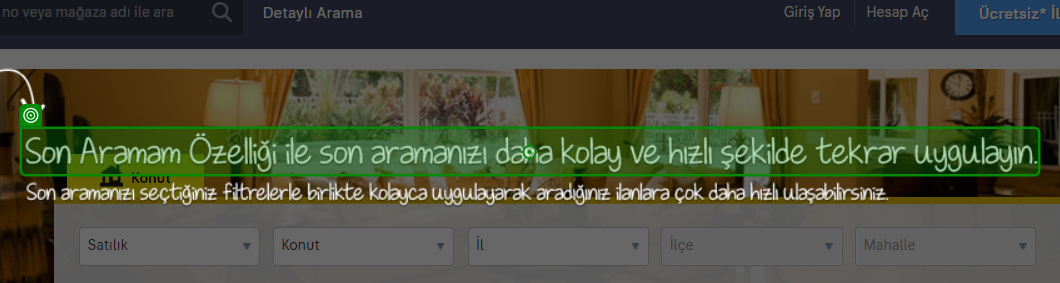 no veya mağaza adı ile ara
Detaylı Arama
Giriş Yap
Hesap Aç
Ücretsiz* İl
Son Aramam Özelliği ile son aramanızı daha kolay ve hızlı şekilde tekrar uygulayın.
Konut
Son aramanızı seçtiğiniz filtrelerle birlikte kolayca uygulayarak aradığınız ilanlara çok daha hızlı ulaşabilirsiniz.
Satılık
Konut
İl
İlçe
Mahalle